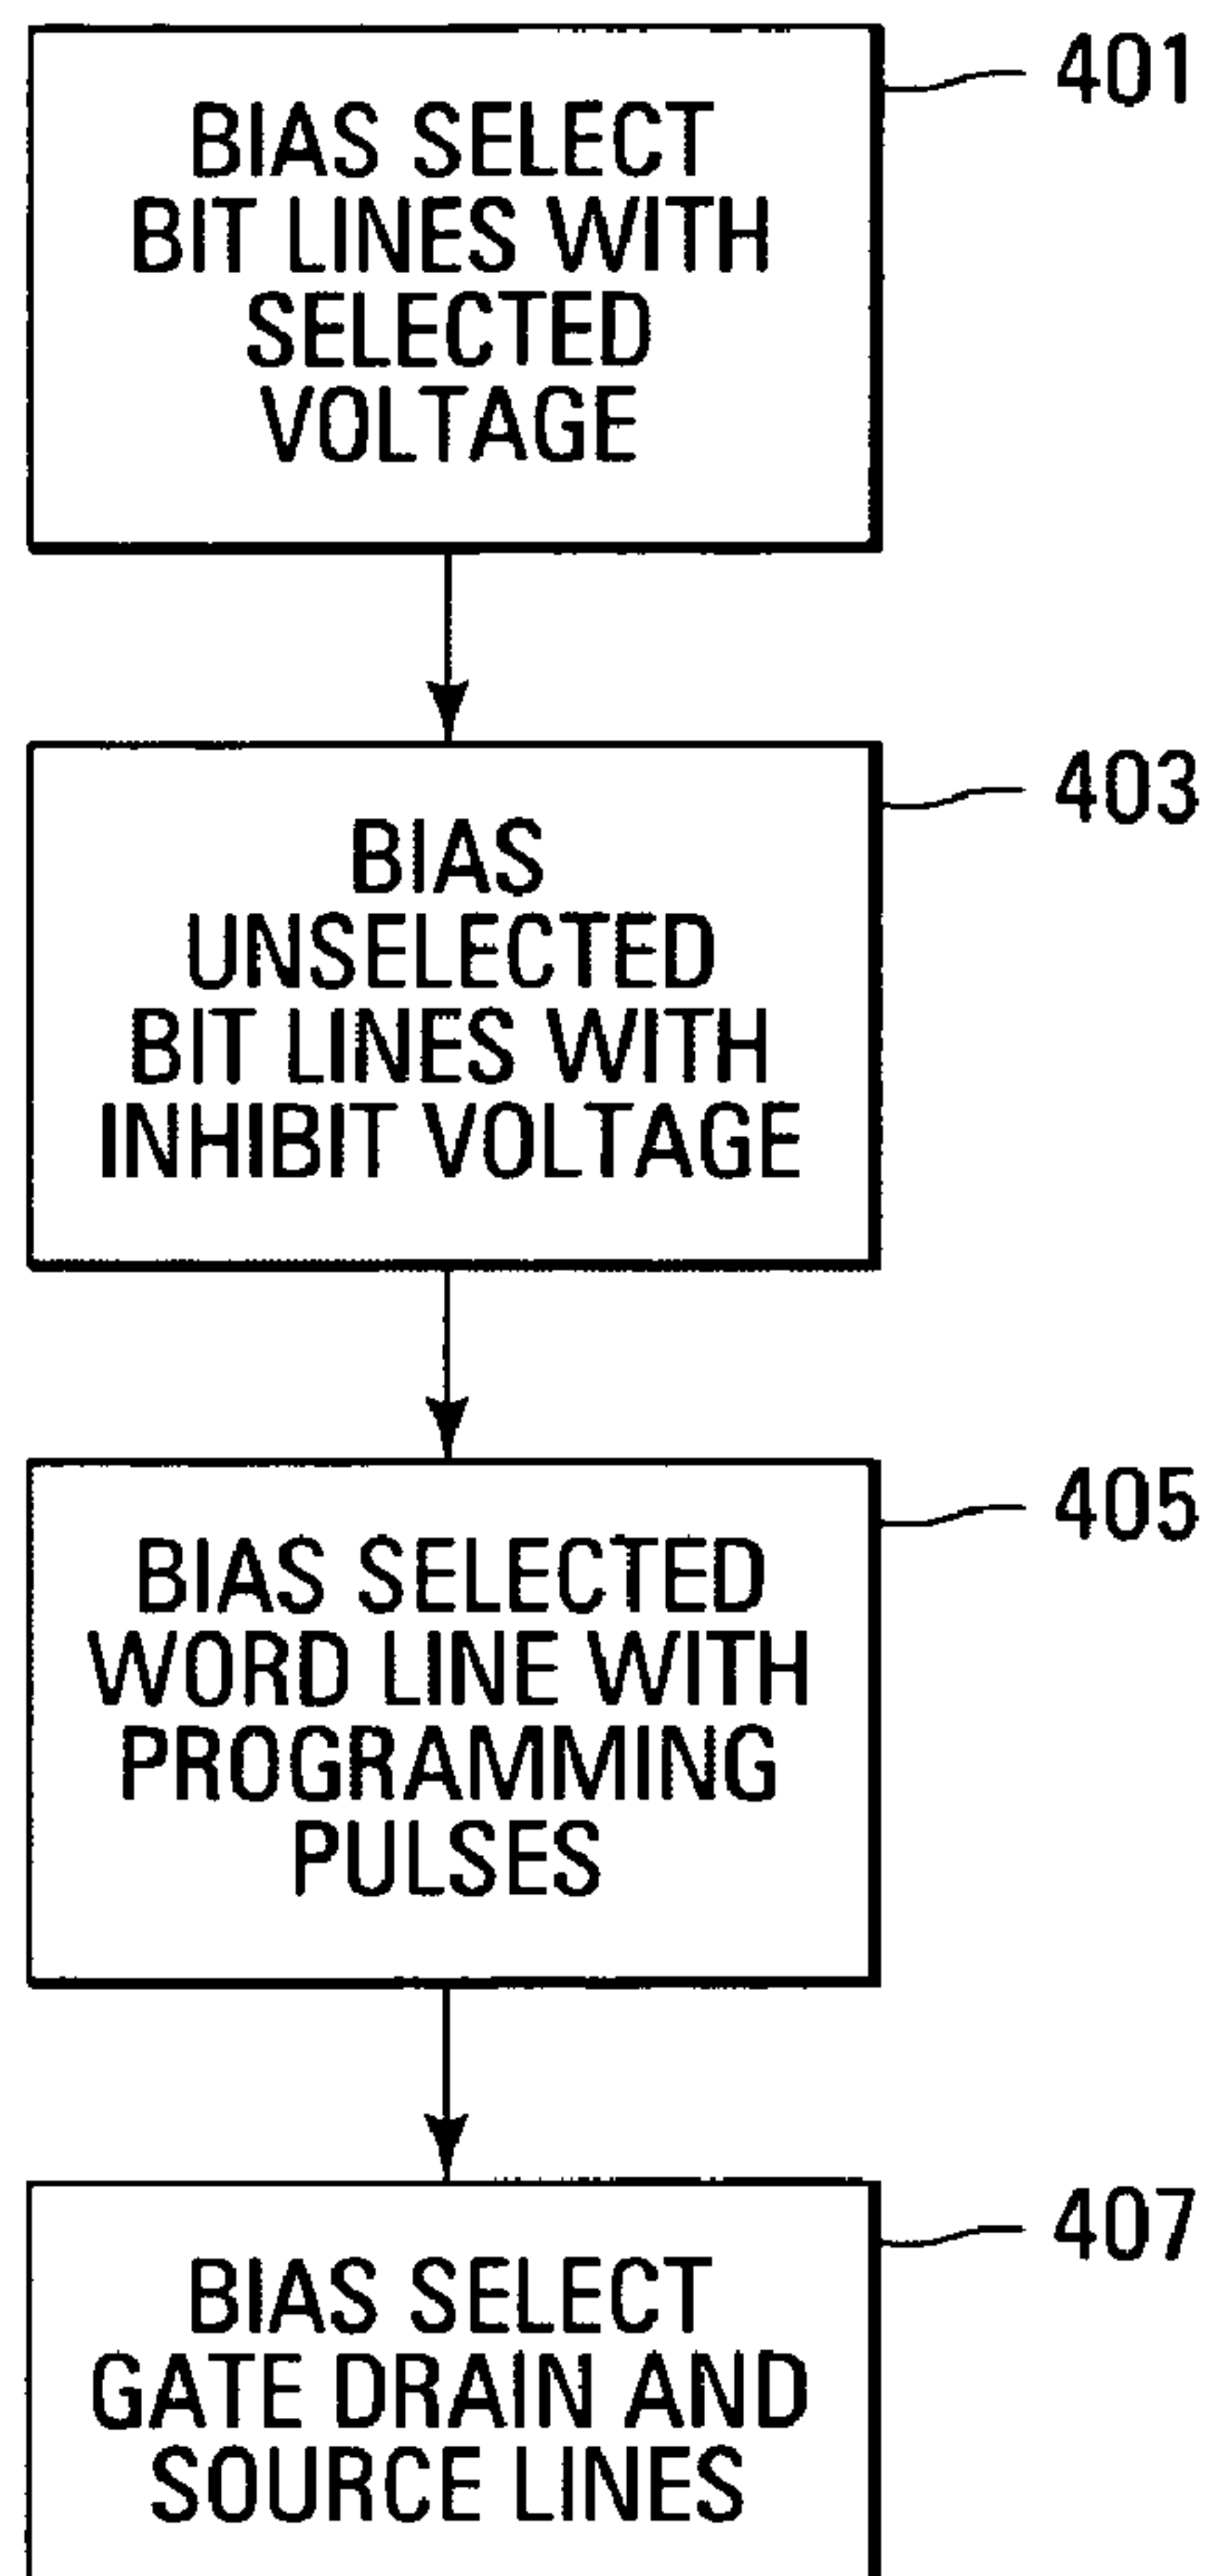 401
BIAS SELECT
BIT LINES WITH
SELECTED
VOLTAGE
403
BIAS
UNSELECTED
BIT LINES WITH
INHIBIT VOLTAGE
405
BIAS SELECTED
WORD LINE WITH
PROGRAMMING
PULSES
407
BIAS SELECT
GATE DRAIN AND
SOURCE LINES